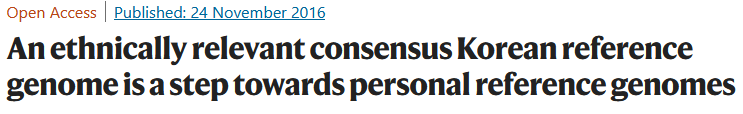 Open Access | Published: 24 November 2016
An ethnically relevant consensus Korean reference
genome is a step towards personal reference genomes